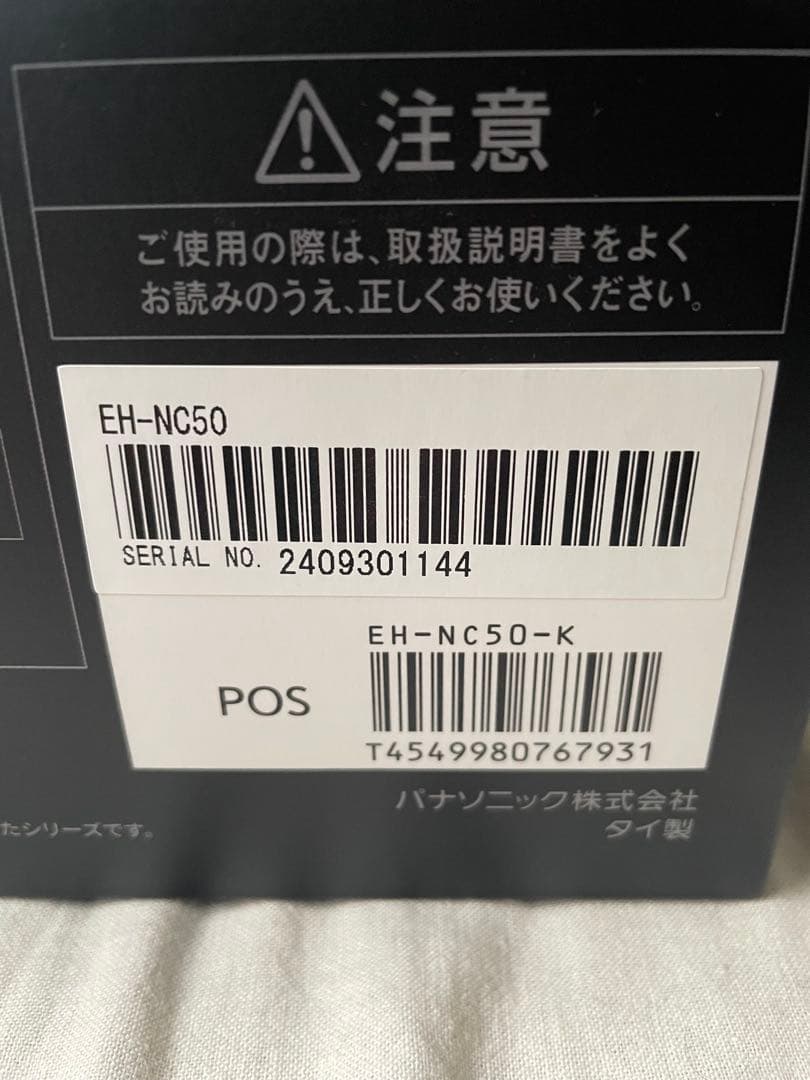 注意
ご使用の際は、取扱説明書をよく
お読みのうえ、正しくお使いください。
EH-NC50
SERIAL NO. 2409301144
EH-NC50-K
POS
T4549980767931
パナソニック株式会社
タイ製
たシリーズです。